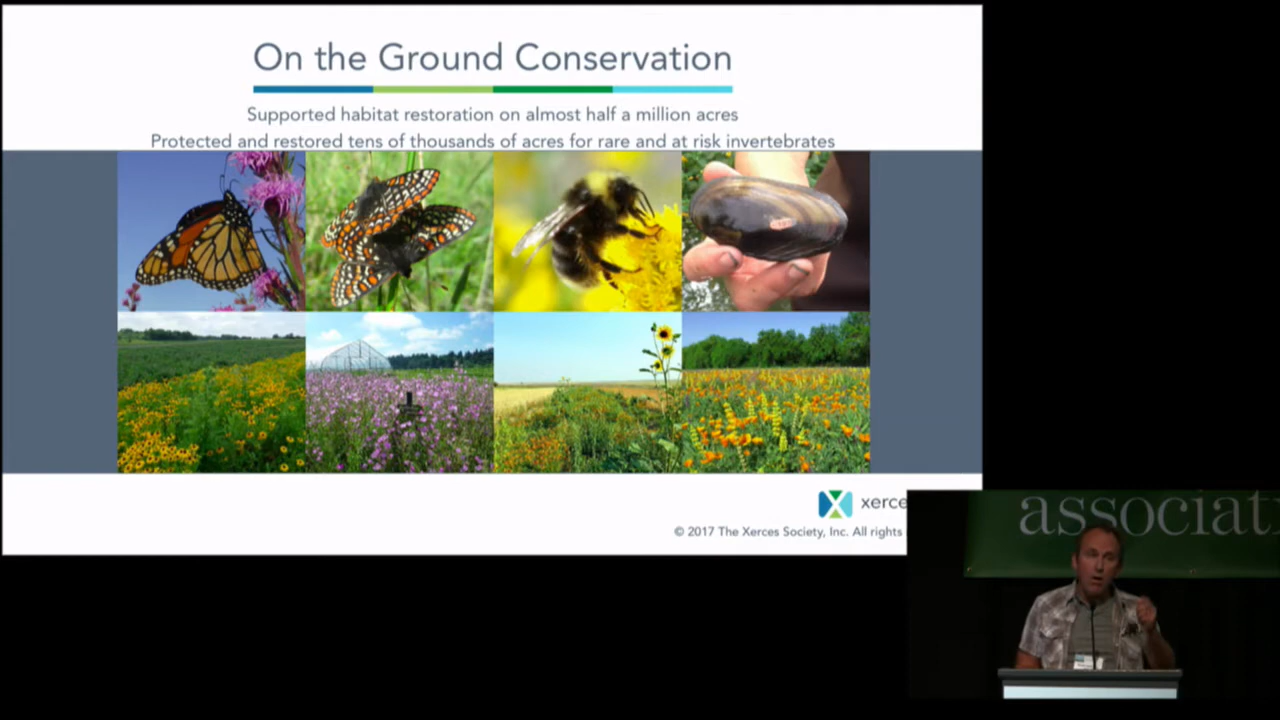 On the Ground Conservation
Supported habitat restoration on almost half a million acres
Protected and restored tens of thousands of acres for rare and at risk invertebrates
xerce
© 2017 The Xerces Society, Inc. All rights
associati